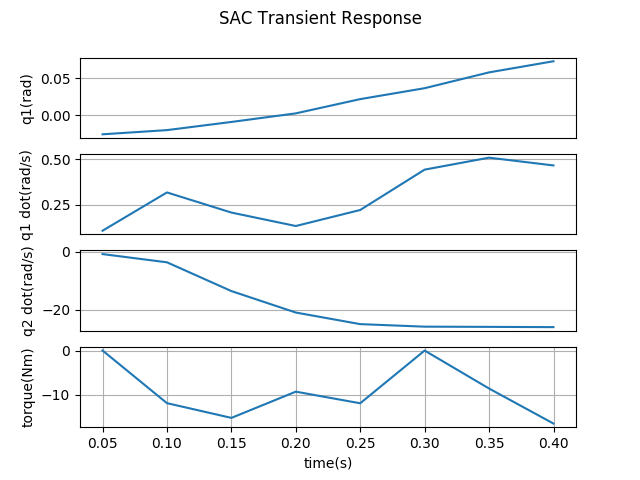 SAC Transient Response
q1(rad)
0.05
0.00
q1 dot(rad/s)
0.50
0.25
q2 dot(rad/s)
0
−20
torque(Nm)
0
−10
0.05 0.10 0.15 0.20 0.25 0.30 0.35 0.40
time(s)